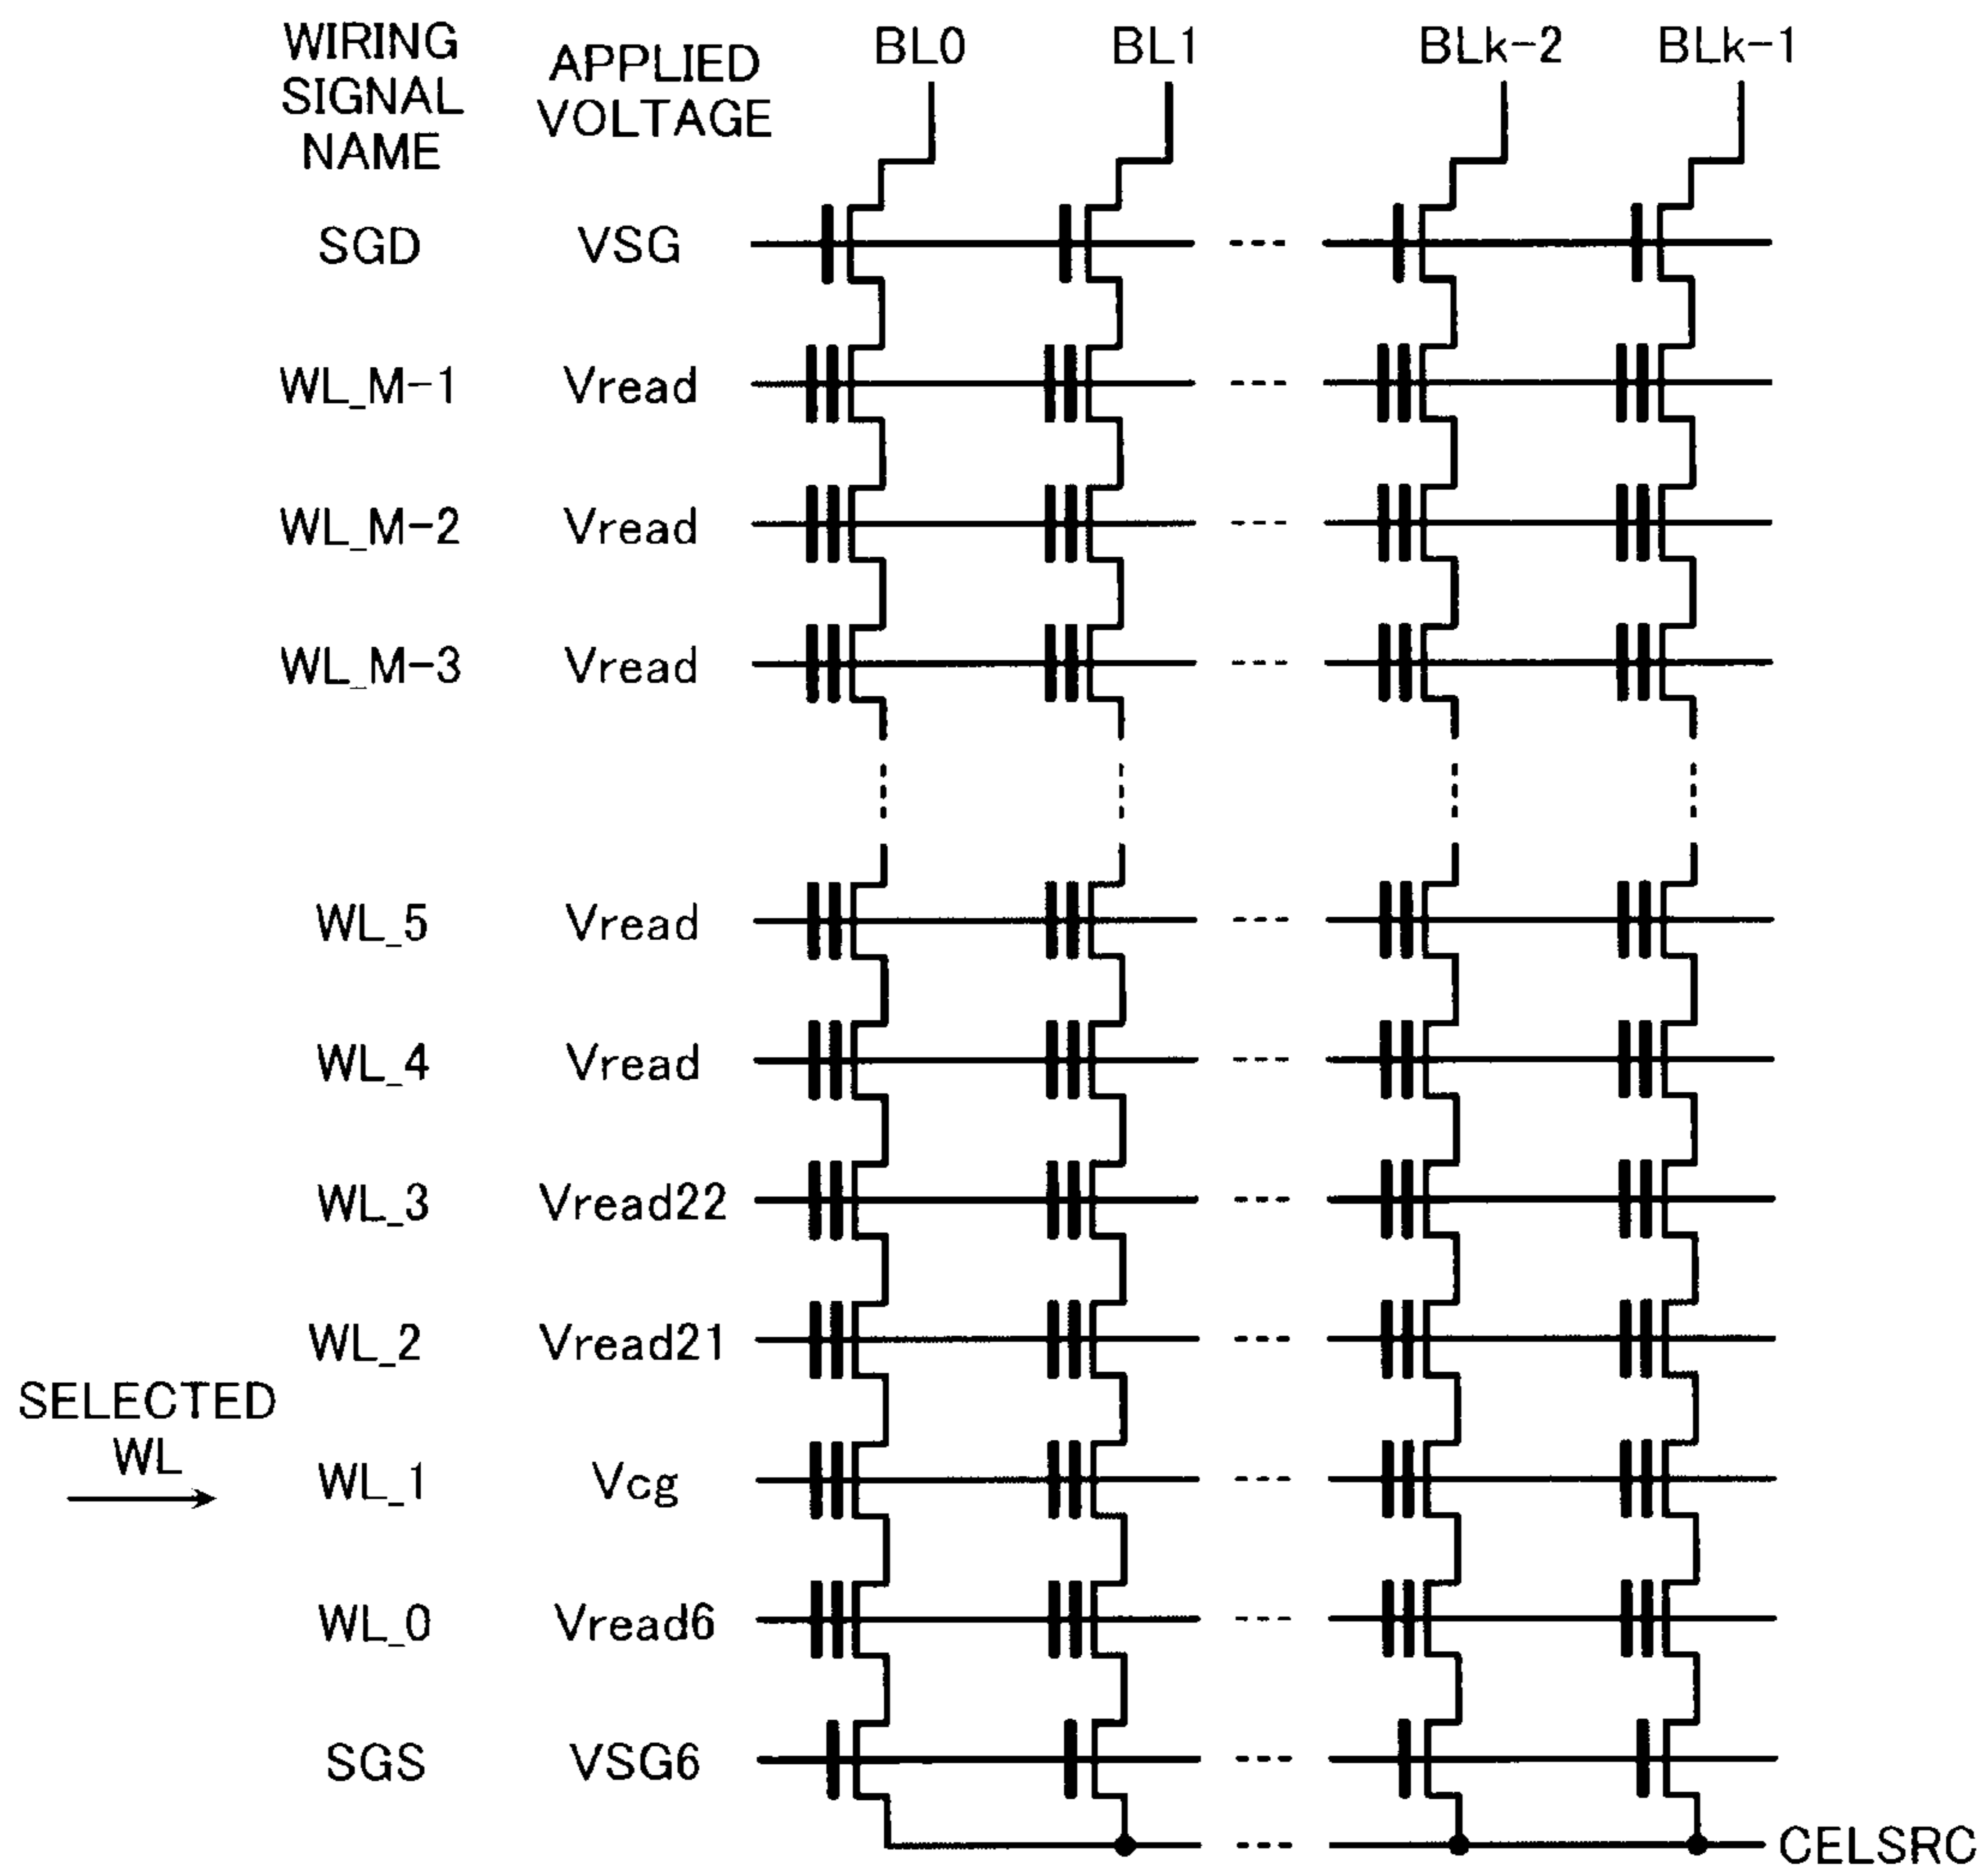 WIRING
SIGNAL
NAME
APPLIED
VOLTAGE
BL0 BL1 BLk-2 BLk-1
SGD VSG
WL_M-1 Vread
WL_M-2 Vread
WL_M-3 Vread
WL_5 Vread
WL_4 Vread
WL_3 Vread22
WL_2 Vread21
SELECTED
WL
WL_1 Vcg
WL_0 Vread6
SGS VSG6
CELSRC